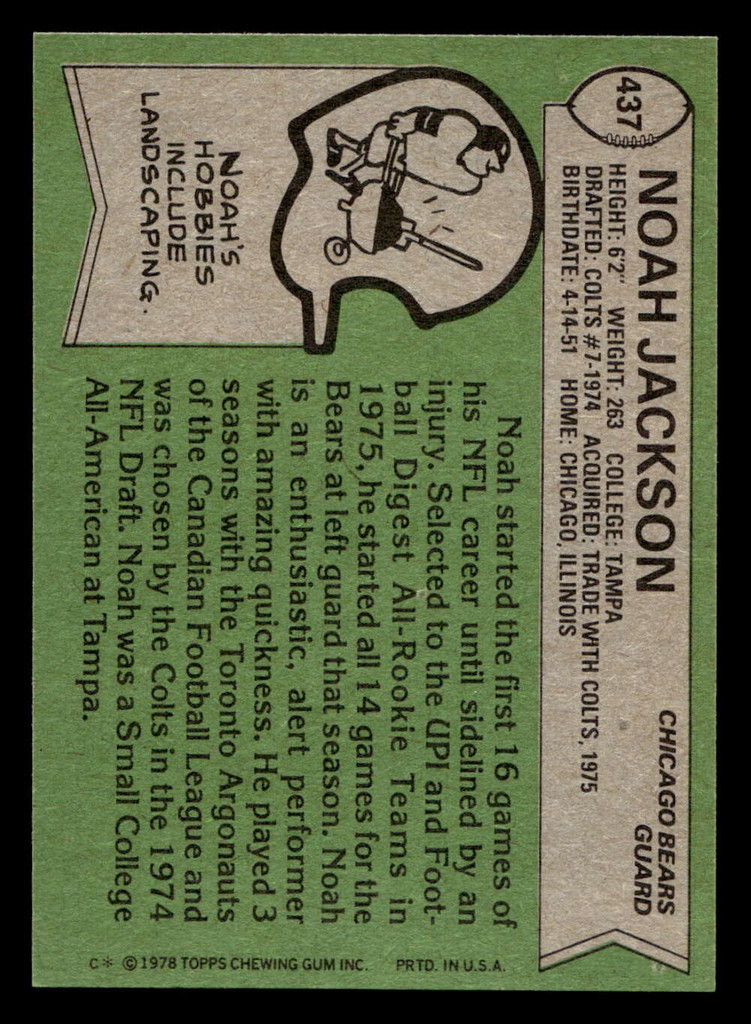 437
NOAH JACKSON
CHICAGO BEARS
GUARD
HEIGHT: 6'2" WEIGHT: 263 COLLEGE: TAMPA
DRAFTED: COLTS #7-1974 ACQUIRED: TRADE WITH COLTS, 1975
BIRTHDATE: 4-14-51 HOME: CHICAGO, ILLINOIS
NOAH'S
HOBBIES
INCLUDE
LANDSCAPING.
Noah started the first 16 games of
his NFL career until sidelined by an
injury. Selected to the UPI and Foot-
ball Digest All-Rookie Teams in
1975, he started all 14 games for the
Bears at left guard that season. Noah
is an enthusiastic, alert performer
with amazing quickness. He played 3
seasons with the Toronto Argonauts
of the Canadian Football League and
was chosen by the Colts in the 1974
NFL Draft. Noah was a Small College
All-American at Tampa.
C* © 1978 TOPPS CHEWING GUM INC. PRTD. IN U.S.A.